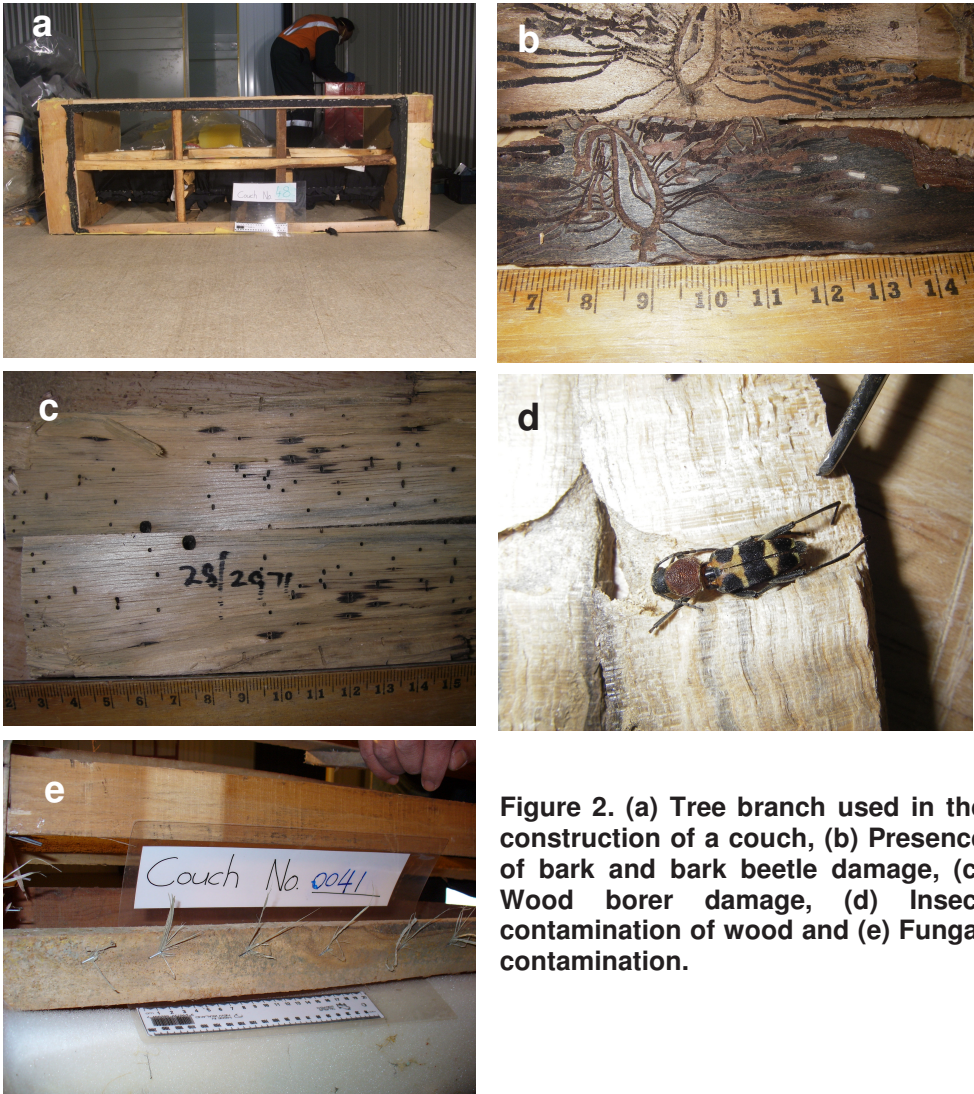 a
Couch No. 48
b
7 8 9 10 11 12 13 14
c
28/2971
2 3 4 5 6 7 8 9 10 11 12 13 14 15
d
e
Couch No. 0041
Figure 2. (a) Tree branch used in the
construction of a couch, (b) Presence
of bark and bark beetle damage, (c
Wood borer damage, (d) Insec
contamination of wood and (e) Funga
contamination.